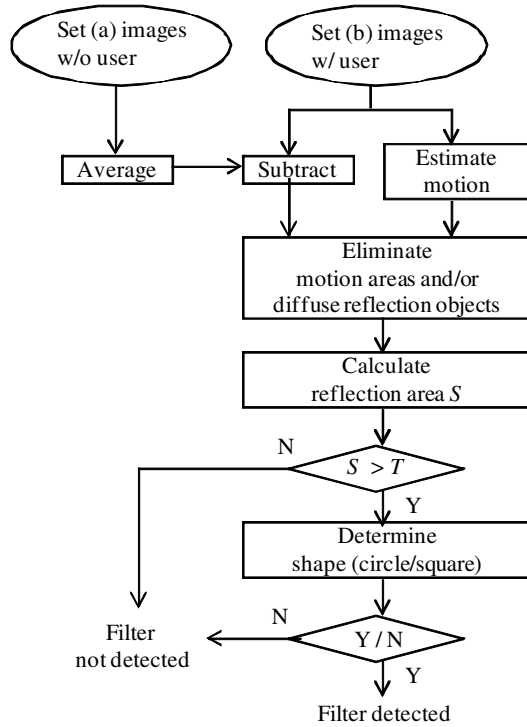 Set (a) images
w/o user
Set (b) images
w/ user
Average
Subtract
Estimate
motion
Eliminate
motion areas and/or
diffuse reflection objects
Calculate
reflection area S
N
S > T
Y
Determine
shape (circle/square)
N
Y / N
Filter
not detected
Y
Filter detected